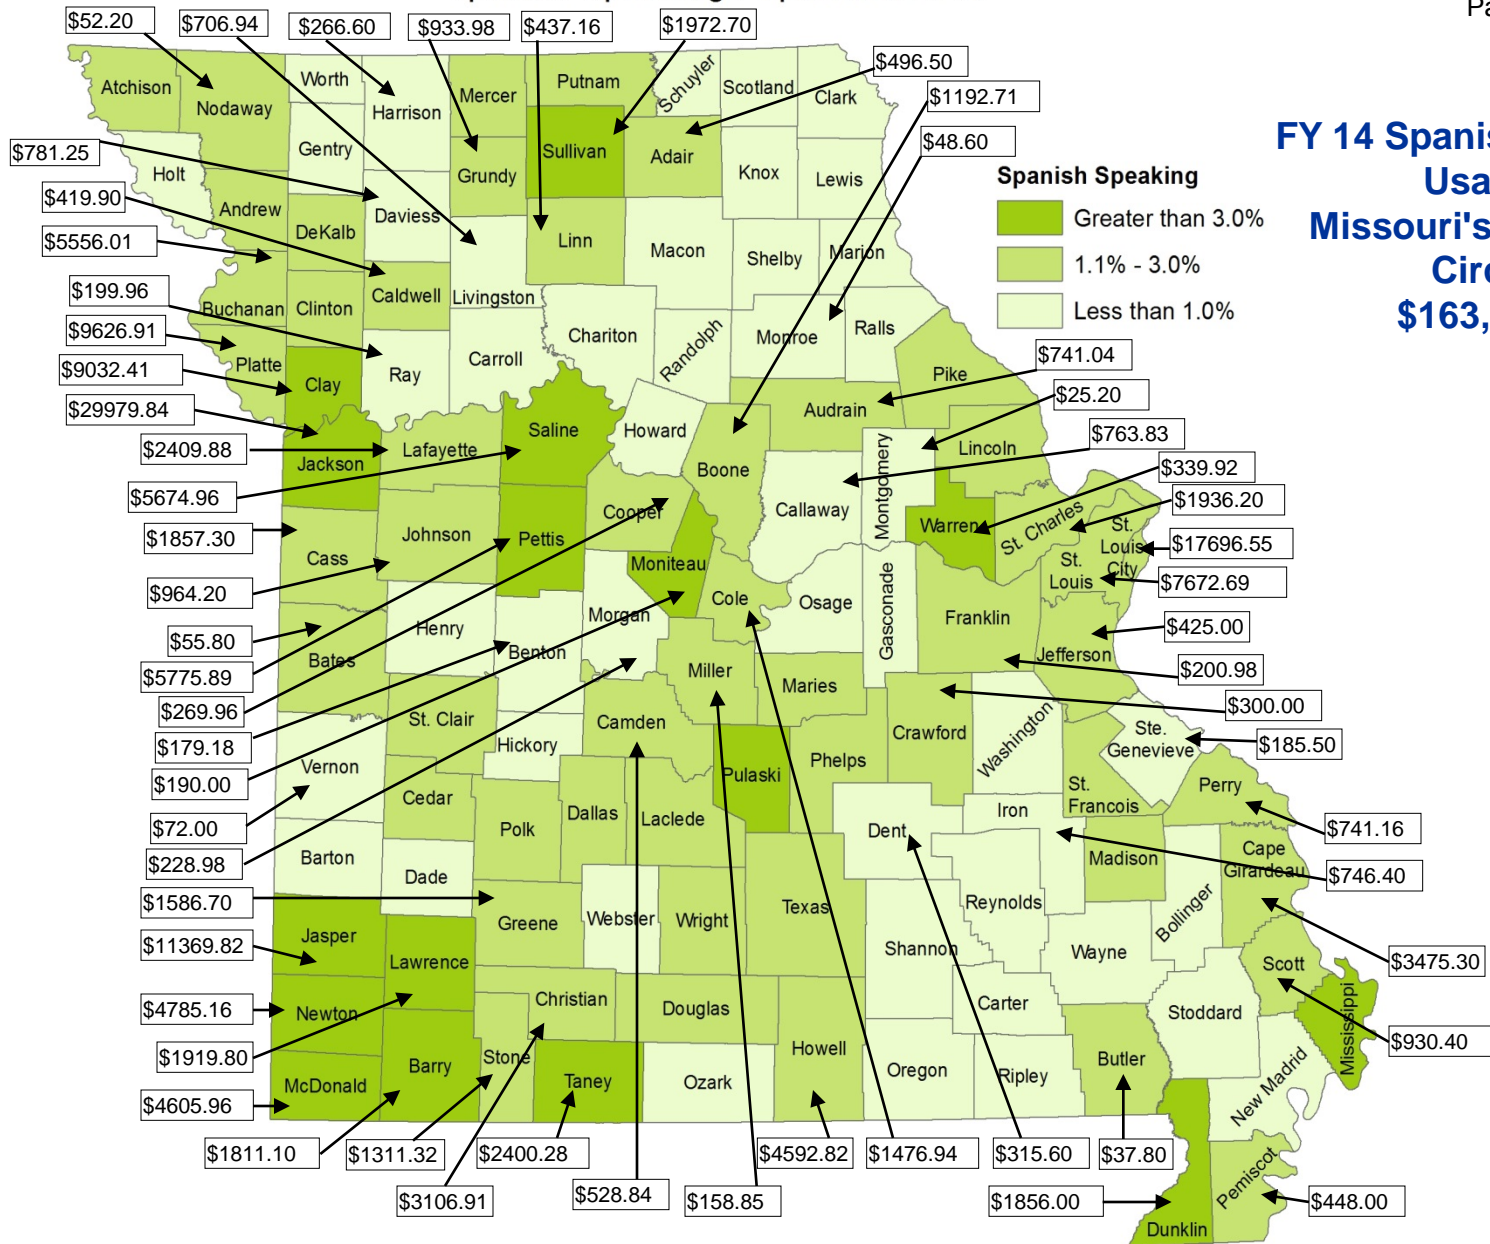 Pa
$52.20
$706.94
$266.60
$933.98
$437.16
$1972.70
$496.50
$1192.71
$48.60
$781.25
$419.90
$5556.01
$199.96
$9626.91
$9032.41
$29979.84
$2409.88
$5674.96
$1857.30
$964.20
$55.80
$5775.89
$269.96
$179.18
$190.00
$72.00
$228.98
$1586.70
$11369.82
$4785.16
$1919.80
$4605.96
$1811.10
$1311.32
$2400.28
$3106.91
$528.84
$158.85
$4592.82
$1476.94
$315.60
$37.80
$1856.00
$448.00
$741.04
$25.20
$763.83
$339.92
$1936.20
$17696.55
$7672.69
$425.00
$200.98
$300.00
$185.50
$741.16
$746.40
$3475.30
$930.40
FY 14 Spanis
Usa
Missouri's
Circ
$163,
Spanish Speaking
Greater than 3.0%
1.1% - 3.0%
Less than 1.0%
Atchison
Nodaway
Worth
Harrison
Mercer
Putnam
Schuyler
Scotland
Clark
Holt
Gentry
Grundy
Sullivan
Adair
Knox
Lewis
Andrew
DeKalb
Daviess
Linn
Macon
Shelby
Marion
Buchanan
Clinton
Caldwell
Livingston
Chariton
Randolph
Monroe
Ralls
Platte
Clay
Ray
Carroll
Pike
Audrain
Jackson
Lafayette
Saline
Howard
Boone
Callaway
Montgomery
Lincoln
Warren
St. Charles
St.
Louis
City
St.
Louis
Cass
Johnson
Pettis
Cooper
Moniteau
Cole
Osage
Gasconade
Franklin
Jefferson
Bates
Henry
Benton
Morgan
Miller
Maries
St. Clair
Hickory
Camden
Pulaski
Phelps
Crawford
Washington
Ste.
Genevieve
St.
Francois
Perry
Vernon
Cedar
Polk
Dallas
Laclede
Dent
Iron
Madison
Cape
Girardeau
Barton
Dade
Greene
Webster
Wright
Texas
Shannon
Reynolds
Wayne
Bollinger
Jasper
Lawrence
Christian
Douglas
Howell
Carter
Scott
Stoddard
Mississippi
Newton
McDonald
Barry
Stone
Taney
Ozark
Oregon
Ripley
Butler
New Madrid
Dunklin
Pemiscot